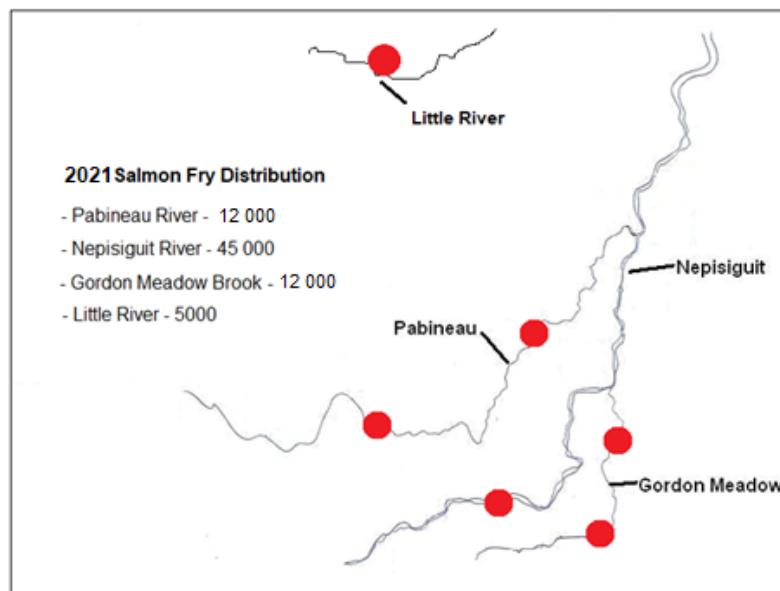 Little River
2021 Salmon Fry Distribution
- Pabineau River - 12 000
- Nepisiguit River - 45 000
- Gordon Meadow Brook - 12 000
- Little River - 5000
Nepisiguit
Pabineau
Gordon Meadow